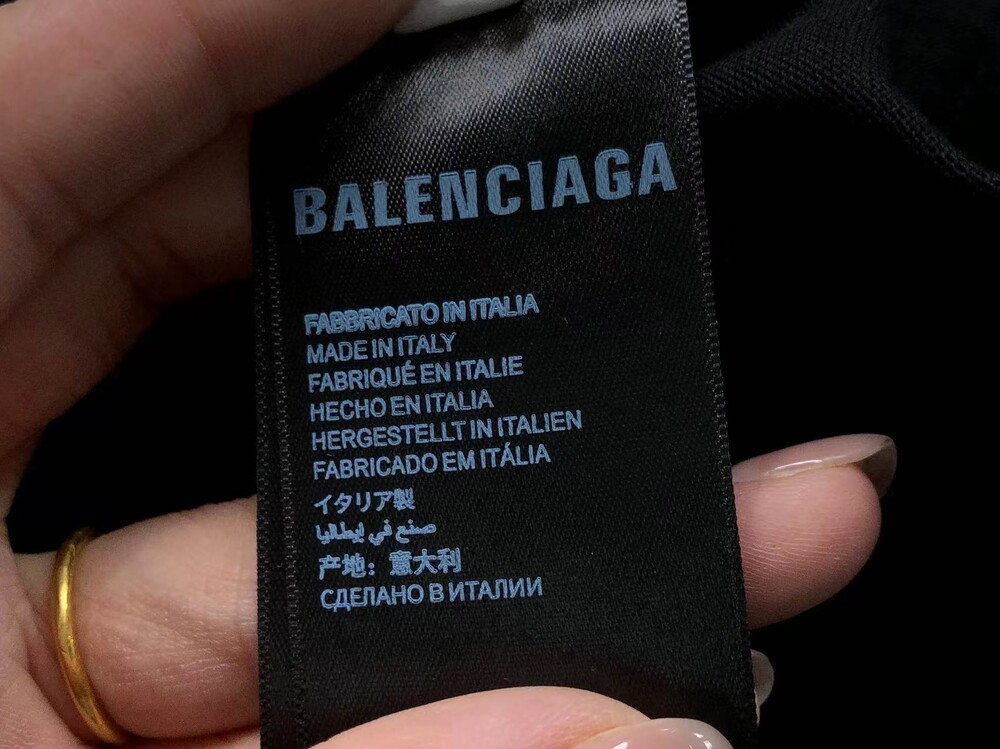 BALENCIAGA
FABBRICATO IN ITALIA
MADE IN ITALY
FABRIQUÉ EN ITALIE
HECHO EN ITALIA
HERGESTELLT IN ITALIEN
FABRICADO EM ITÁLIA
イタリア製
صنع في إيطاليا
产地：意大利
СДЕЛАНО В ИТАЛИИ